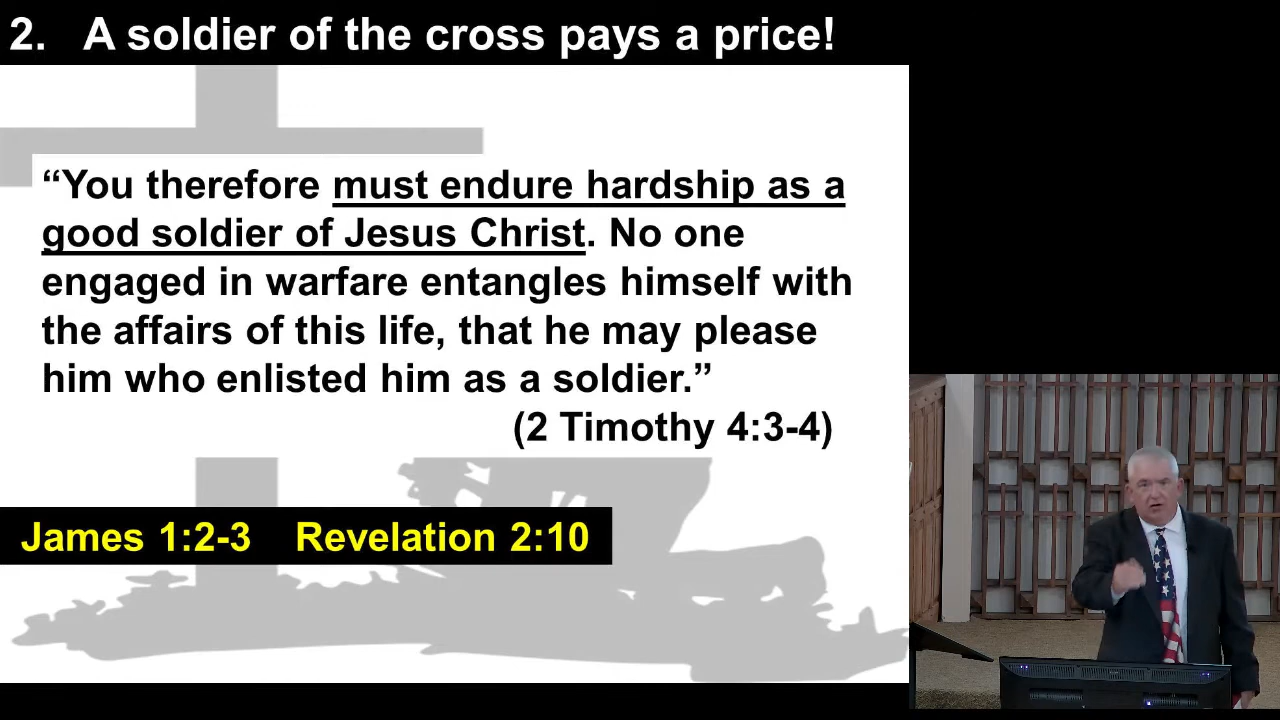 2. A soldier of the cross pays a price!
“You therefore must endure hardship as a
good soldier of Jesus Christ. No one
engaged in warfare entangles himself with
the affairs of this life, that he may please
him who enlisted him as a soldier.”
(2 Timothy 4:3-4)
James 1:2-3 Revelation 2:10